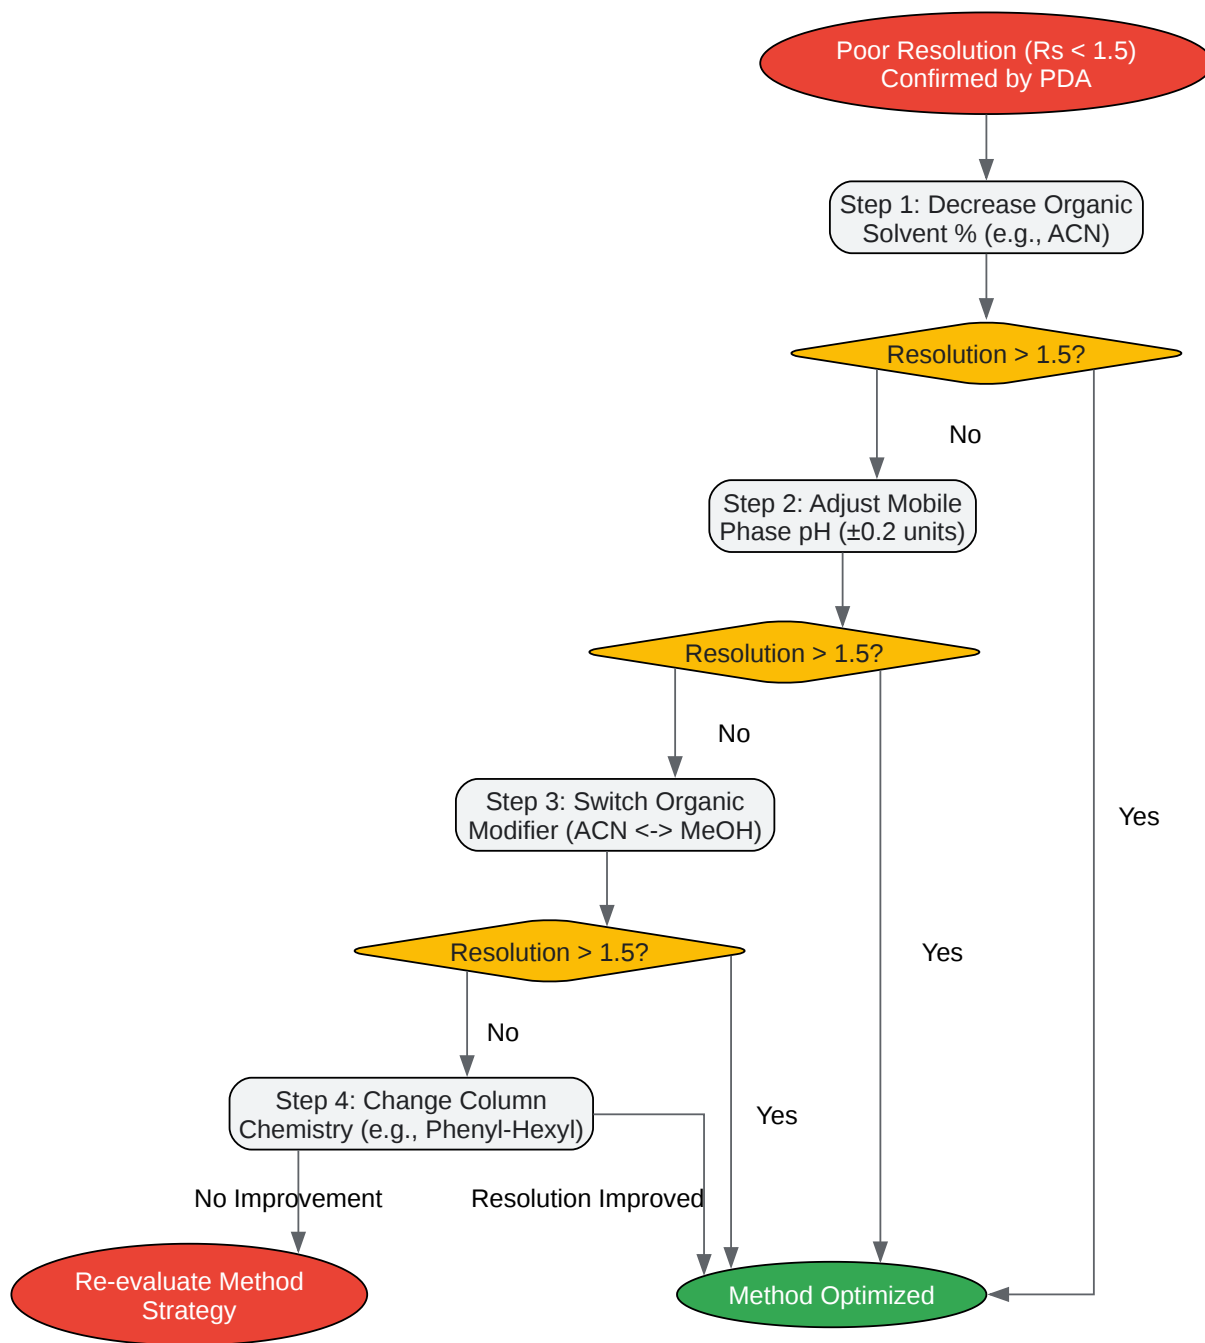 Poor Resolution (Rs < 1.5)
Confirmed by PDA
Step 1: Decrease Organic
Solvent % (e.g., ACN)
Resolution > 1.5?
No
Step 2: Adjust Mobile
Phase pH (±0.2 units)
Resolution > 1.5?
No
Step 3: Switch Organic
Modifier (ACN <-> MeOH)
Yes
Resolution > 1.5?
Yes
No
Step 4: Change Column
Chemistry (e.g., Phenyl-Hexyl)
Yes
No Improvement
Resolution Improved
Re-evaluate Method
Strategy
Method Optimized